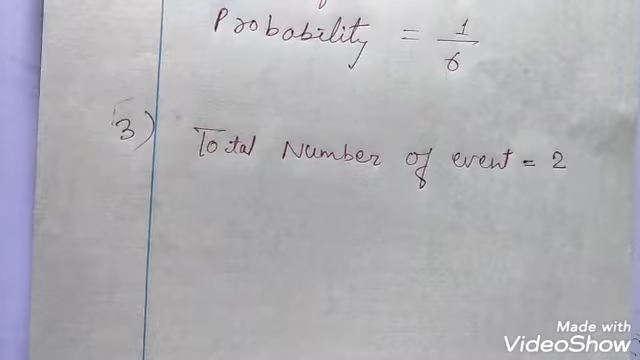 Probability = 1/6
3) Total Number of event = 2
Made with
VideoShow